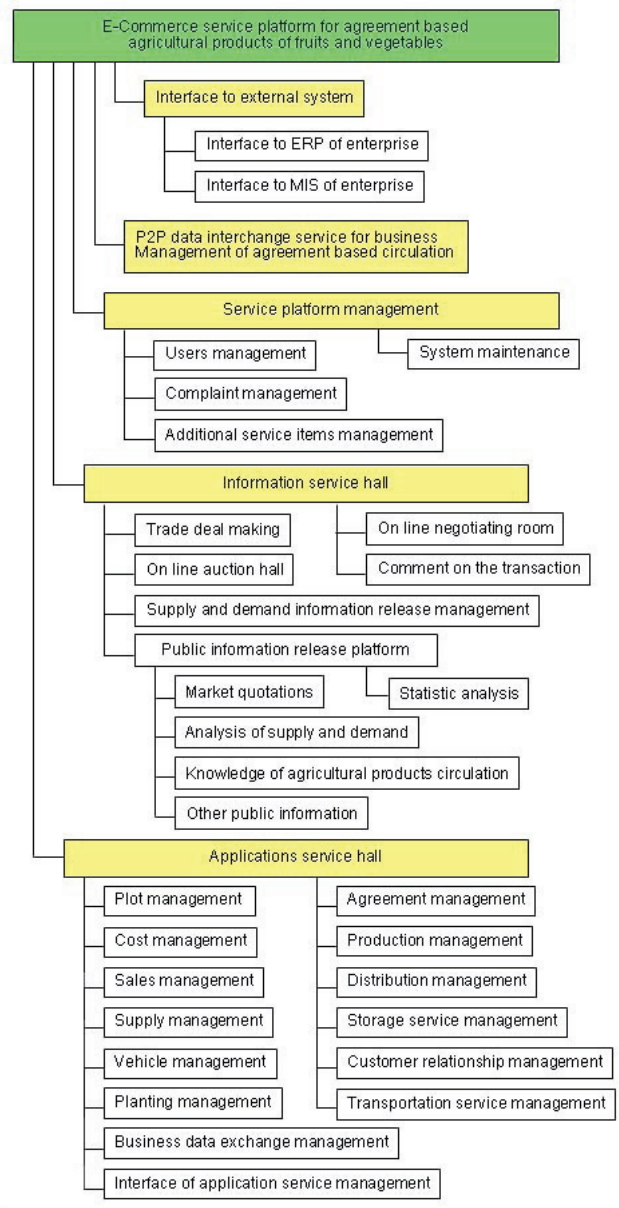 E-Commerce service platform for agreement based
agricultural products of fruits and vegetables
Interface to external system
Interface to ERP of enterprise
Interface to MIS of enterprise
P2P data interchange service for business
Management of agreement based circulation
Service platform management
Users management
System maintenance
Complaint management
Additional service items management
Information service hall
Trade deal making
On line negotiating room
On line auction hall
Comment on the transaction
Supply and demand information release management
Public information release platform
Market quotations
Statistic analysis
Analysis of supply and demand
Knowledge of agricultural products circulation
Other public information
Applications service hall
Plot management
Agreement management
Cost management
Production management
Sales management
Distribution management
Supply management
Storage service management
Vehicle management
Customer relationship management
Planting management
Transportation service management
Business data exchange management
Interface of application service management